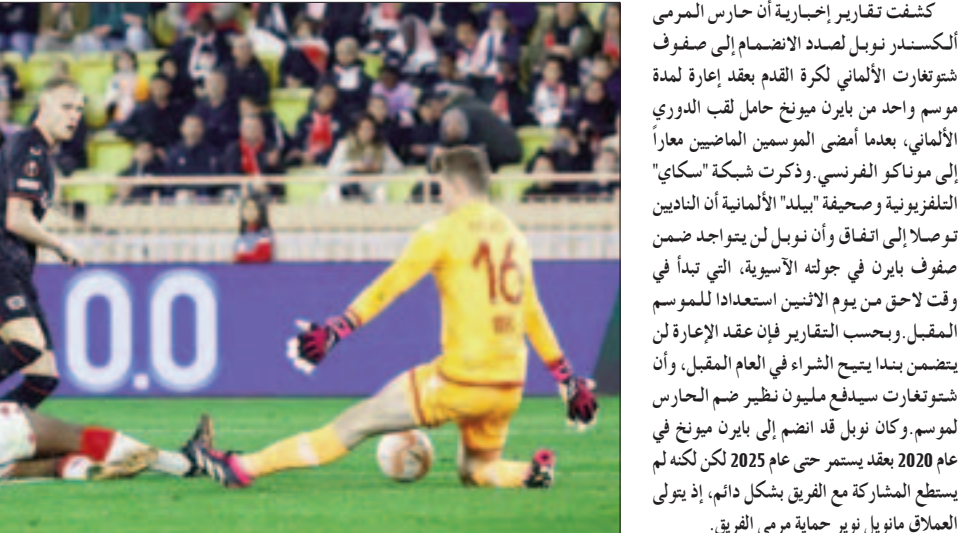 كشفت تقارير إخبارية أن حارس المرمى
ألكسندر نوبل لصدد الانضمام إلى صفوف
شتوتغارت الألماني لكرة القدم بعقد إعارة لمدة
موسم واحد من بايرن ميونخ حامل لقب الدوري
الألماني، بعدما أمضى الموسمين الماضيين معاراً
إلى موناكو الفرنسي.وذكرت شبكة "سكاي"
التلفزيونية وصحيفة "بيلد" الألمانية أن الناديين
توصلا إلى اتفاق وأن نوبل لن يتواجد ضمن
صفوف بايرن في جولته الآسيوية، التي تبدأ في
وقت لاحق من يوم الاثنين استعدادا للموسم
المقبل.وبحسب التقارير فإن عقد الإعارة لن
يتضمن بندا يتيح الشراء في العام المقبل، وأن
شتوتغارت سيدفع مليون نظير ضم الحارس
لموسم.وكان نوبل قد انضم إلى بايرن ميونخ في
عام 2020 بعقد يستمر حتى عام 2025 لكن لكنه لم
يستطع المشاركة مع الفريق بشكل دائم، إذ يتولى
العملاق مانويل نوير حماية مرمى الفريق.
0.0
16